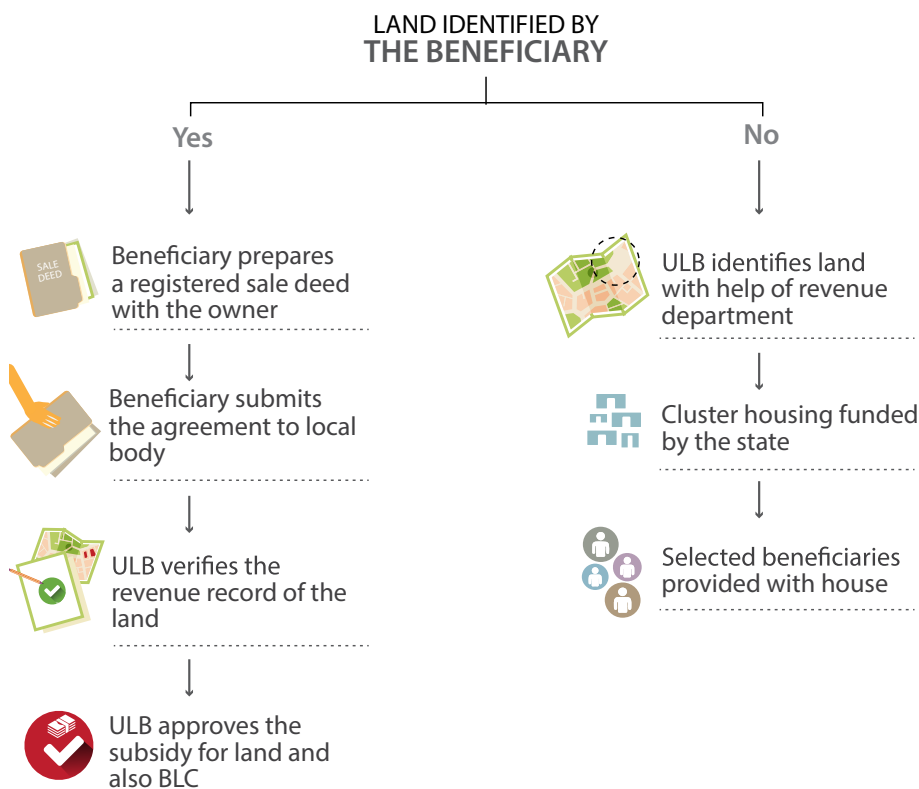 LAND IDENTIFIED BY
THE BENEFICIARY
Yes
SALE
DEED
Beneficiary prepares
a registered sale deed
with the owner
Beneficiary submits
the agreement to local
body
ULB verifies the
revenue record of the
land
ULB approves the
subsidy for land and
also BLC
No
ULB identifies land
with help of revenue
department
Cluster housing funded
by the state
Selected beneficiaries
provided with house